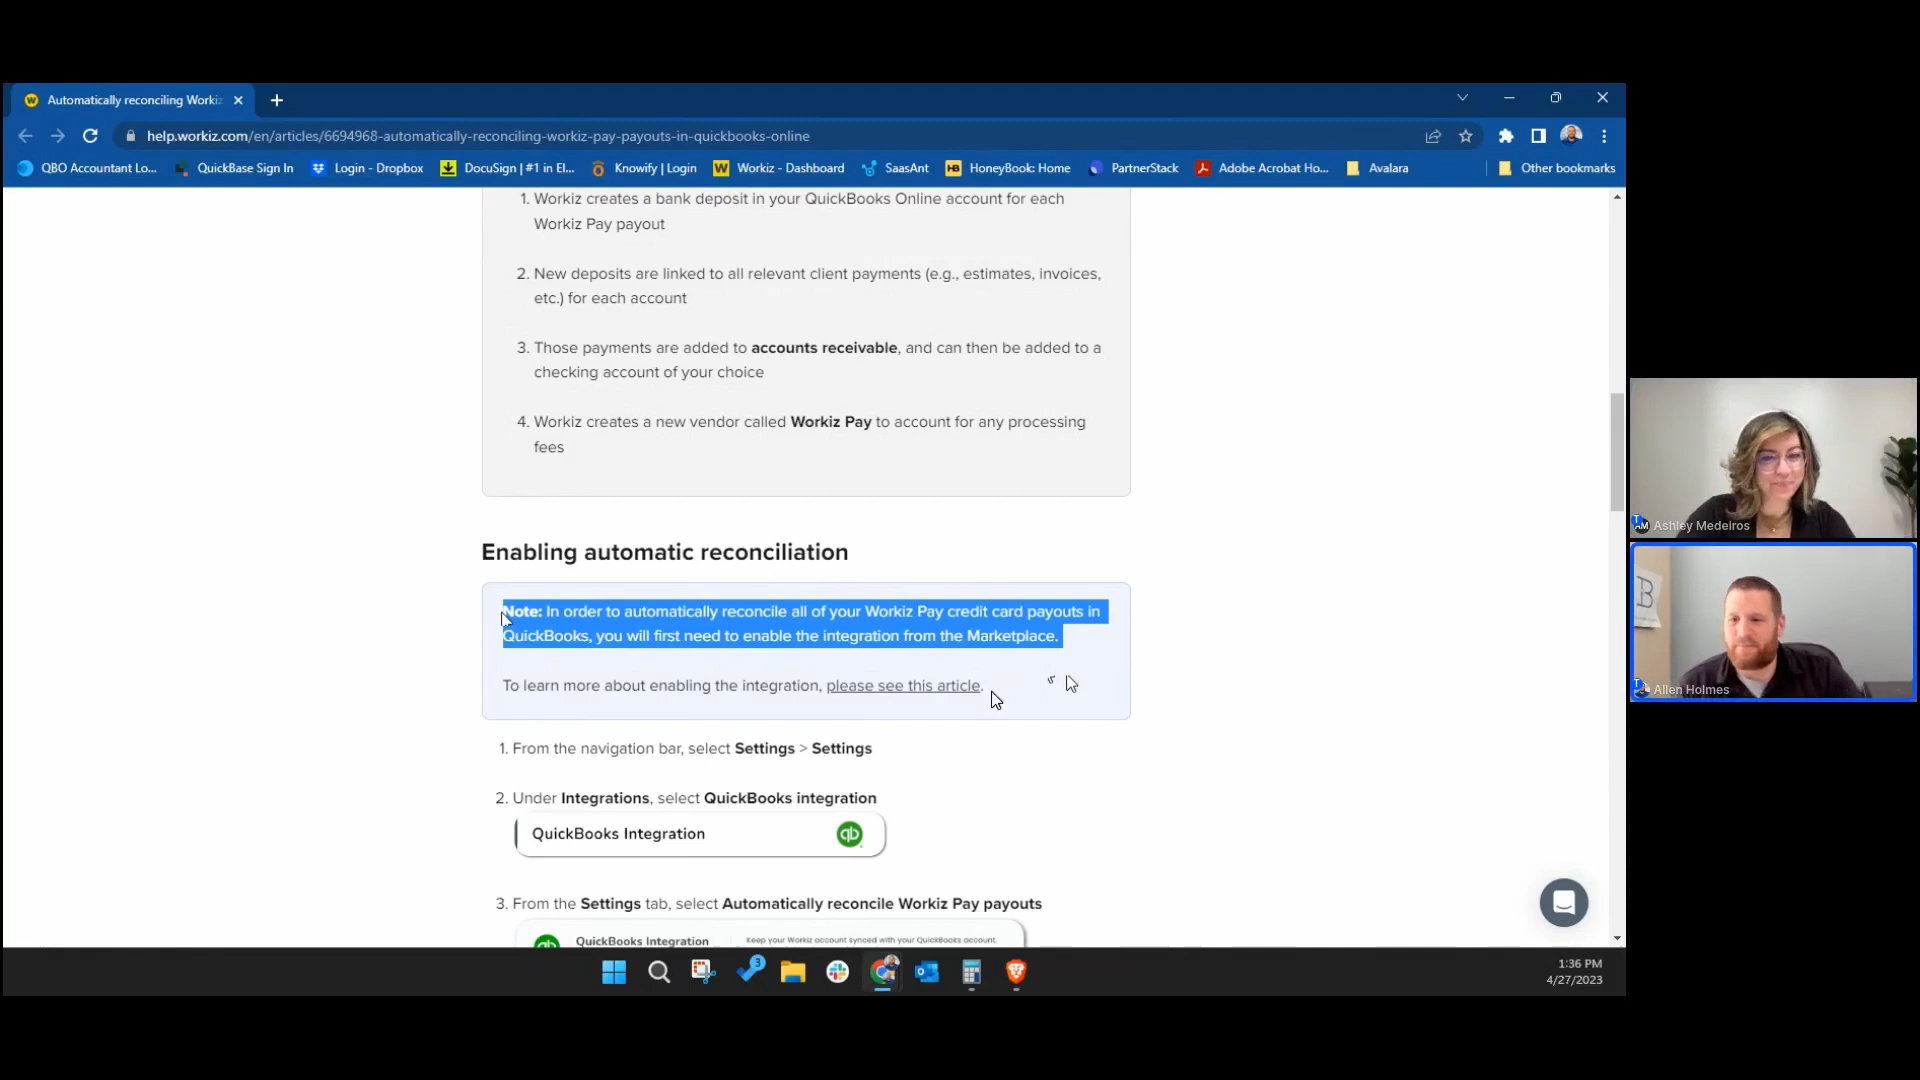 Automatically reconciling Workiz
help.workiz.com/en/articles/6694968-automatically-reconciling-workiz-pay-payouts-in-quickbooks-online
QBO Accountant Lo...
QuickBase Sign In
Login - Dropbox
DocuSign | #1 in El...
Knowify | Login
Workiz - Dashboard
SaasAnt
HoneyBook: Home
PartnerStack
Adobe Acrobat Ho...
Avalara
Other bookmarks
1. Workiz creates a bank deposit in your QuickBooks Online account for each
Workiz Pay payout
2. New deposits are linked to all relevant client payments (e.g., estimates, invoices,
etc.) for each account
3. Those payments are added to accounts receivable, and can then be added to a
checking account of your choice
4. Workiz creates a new vendor called Workiz Pay to account for any processing
fees
Enabling automatic reconciliation
Note: In order to automatically reconcile all of your Workiz Pay credit card payouts in
QuickBooks, you will first need to enable the integration from the Marketplace.
To learn more about enabling the integration, please see this article.
1. From the navigation bar, select Settings > Settings
2. Under Integrations, select QuickBooks integration
QuickBooks Integration
qb
3. From the Settings tab, select Automatically reconcile Workiz Pay payouts
QuickBooks Integration
Keep your Workiz account synced with your QuickBooks account.
AM Ashley Medeiros
B
Allen Holmes
3
1:36 PM
4/27/2023